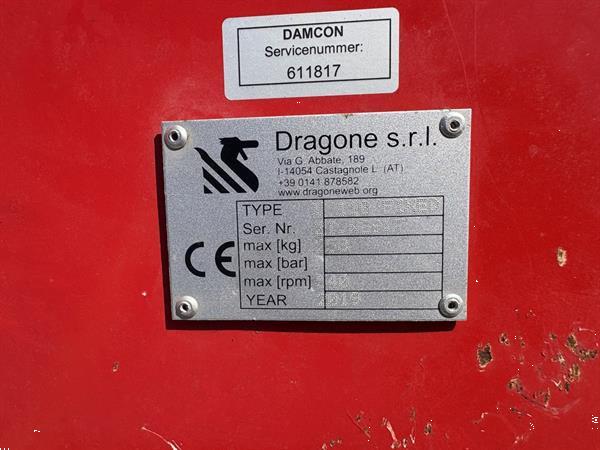 DAMCON
Servicenummer:
611817
Dragone s.r.l.
Via G. Abbate, 189
I-14054 Castagnole L. (AT)
+39 0141 878582
www.dragoneweb.org
TYPE
Ser. Nr.
max [kg]
max [bar]
max [rpm]
YEAR 2019
CE